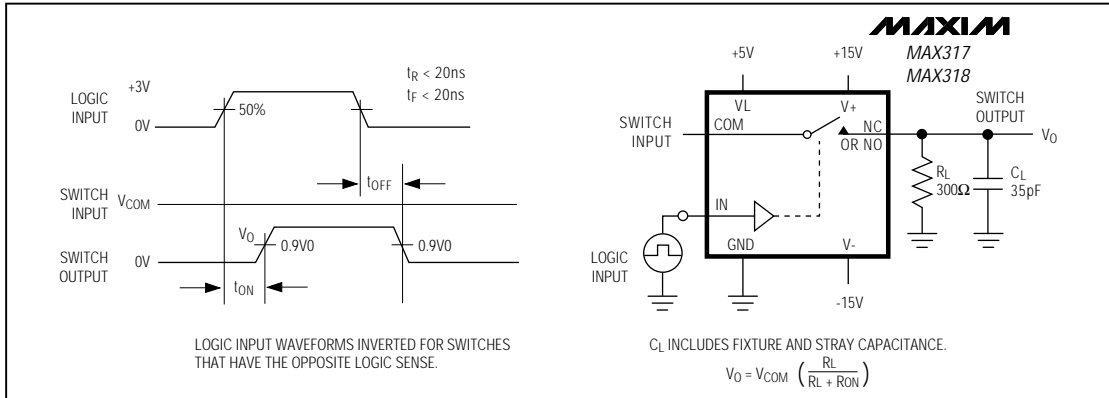 LOGIC
INPUT
+3V
0V
50%
tR < 20ns
tF < 20ns
tOFF
SWITCH
INPUT
VCOM
VO
0.9V0
0.9V0
SWITCH
OUTPUT
0V
tON
LOGIC INPUT WAVEFORMS INVERTED FOR SWITCHES
THAT HAVE THE OPPOSITE LOGIC SENSE.
MAXIM
MAX317
MAX318
+5V
+15V
VL
V+
SWITCH
INPUT
COM
NC
OR NO
SWITCH
OUTPUT
VO
RL
300Ω
CL
35pF
IN
GND
V-
LOGIC
INPUT
-15V
CL INCLUDES FIXTURE AND STRAY CAPACITANCE.
VO = VCOM ( RL / RL + RON )